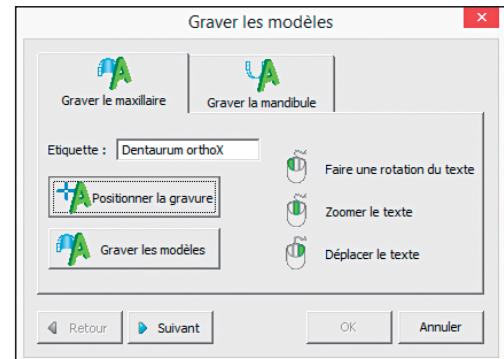 Graver les modèles
Graver le maxillaire
Graver la mandibule
Etiquette : Dentaurum orthoX
Positionner la gravure
Graver les modèles
Faire une rotation du texte
Zoomer le texte
Déplacer le texte
Retour
Suivant
OK
Annuler